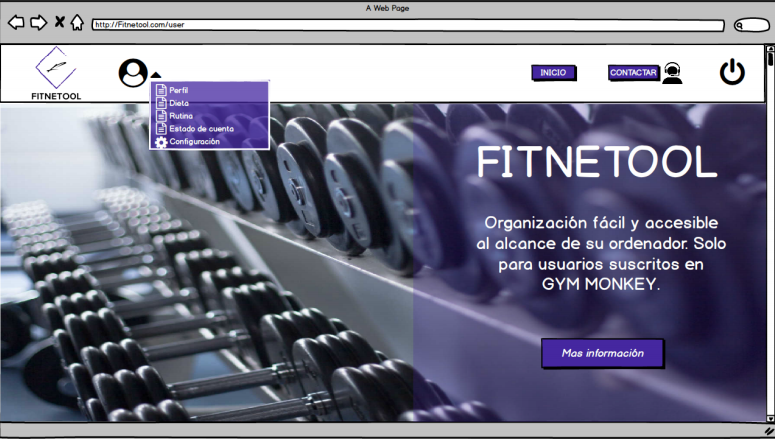 A Web Page
http://Fitnetool.com/user
FITNETOOL
INICIO
CONTACTAR
Perfil
Dieta
Rutina
Estado de cuenta
Configuración
FITNETOOL
Organización fácil y accesible
al alcance de su ordenador. Solo
para usuarios suscritos en
GYM MONKEY.
Mas información